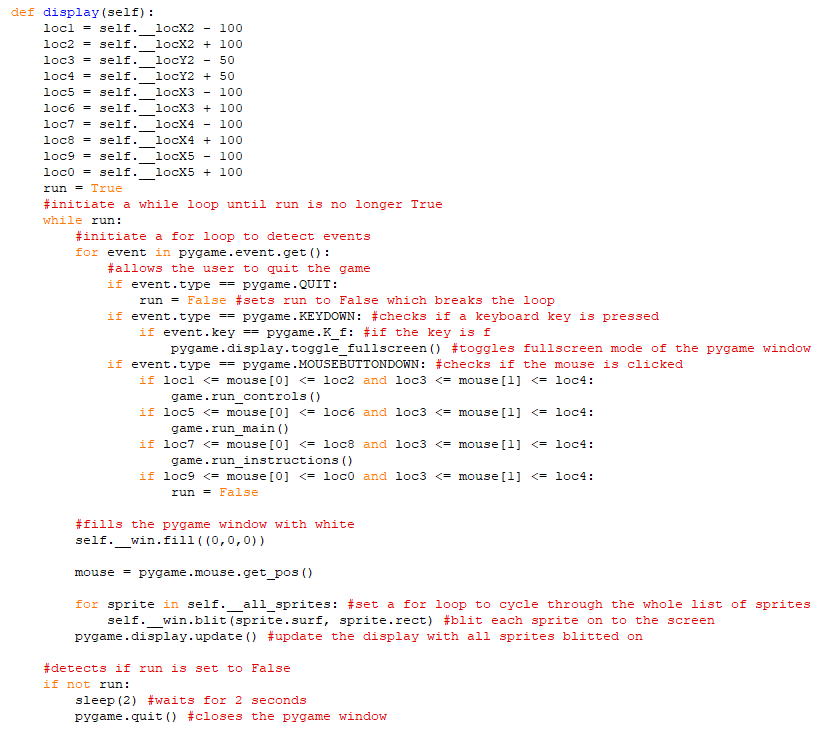 def display(self):
    loc1 = self.__locX2 - 100
    loc2 = self.__locX2 + 100
    loc3 = self.__locY2 - 50
    loc4 = self.__locY2 + 50
    loc5 = self.__locX3 - 100
    loc6 = self.__locX3 + 100
    loc7 = self.__locX4 - 100
    loc8 = self.__locX4 + 100
    loc9 = self.__locX5 - 100
    loc0 = self.__locX5 + 100
    run = True
    #initiate a while loop until run is no longer True
    while run:
        #initiate a for loop to detect events
        for event in pygame.event.get():
            #allows the user to quit the game
            if event.type == pygame.QUIT:
                run = False #sets run to False which breaks the loop
            if event.type == pygame.KEYDOWN: #checks if a keyboard key is pressed
                if event.key == pygame.K_f: #if the key is f
                    pygame.display.toggle_fullscreen() #toggles fullscreen mode of the pygame window
            if event.type == pygame.MOUSEBUTTONDOWN: #checks if the mouse is clicked
                if loc1 <= mouse[0] <= loc2 and loc3 <= mouse[1] <= loc4:
                    game.run_controls()
                if loc5 <= mouse[0] <= loc6 and loc3 <= mouse[1] <= loc4:
                    game.run_main()
                if loc7 <= mouse[0] <= loc8 and loc3 <= mouse[1] <= loc4:
                    game.run_instructions()
                if loc9 <= mouse[0] <= loc0 and loc3 <= mouse[1] <= loc4:
                    run = False

        #fills the pygame window with white
        self.__win.fill((0,0,0))

        mouse = pygame.mouse.get_pos()

        for sprite in self.__all_sprites: #set a for loop to cycle through the whole list of sprites
            self.__win.blit(sprite.surf, sprite.rect) #blit each sprite on to the screen
        pygame.display.update() #update the display with all sprites blitted on

    #detects if run is set to False
    if not run:
        sleep(2) #waits for 2 seconds
        pygame.quit() #closes the pygame window